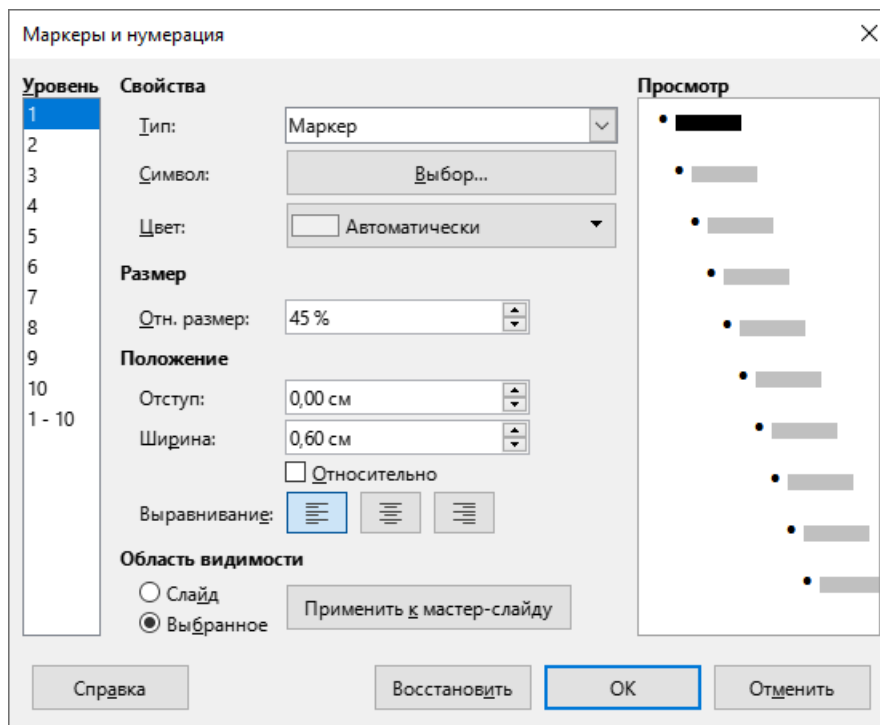 Маркеры и нумерация
Уровень
1
2
3
4
5
6
7
8
9
10
1 - 10
Свойства
Тип:
Маркер
Символ:
Выбор...
Цвет:
Автоматически
Размер
Отн. размер:
45 %
Положение
Отступ:
0,00 см
Ширина:
0,60 см
Относительно
Выравнивание:
Область видимости
Слайд
Выбранное
Применить к мастер-слайду
Просмотр
Справка
Восстановить
ОК
Отменить